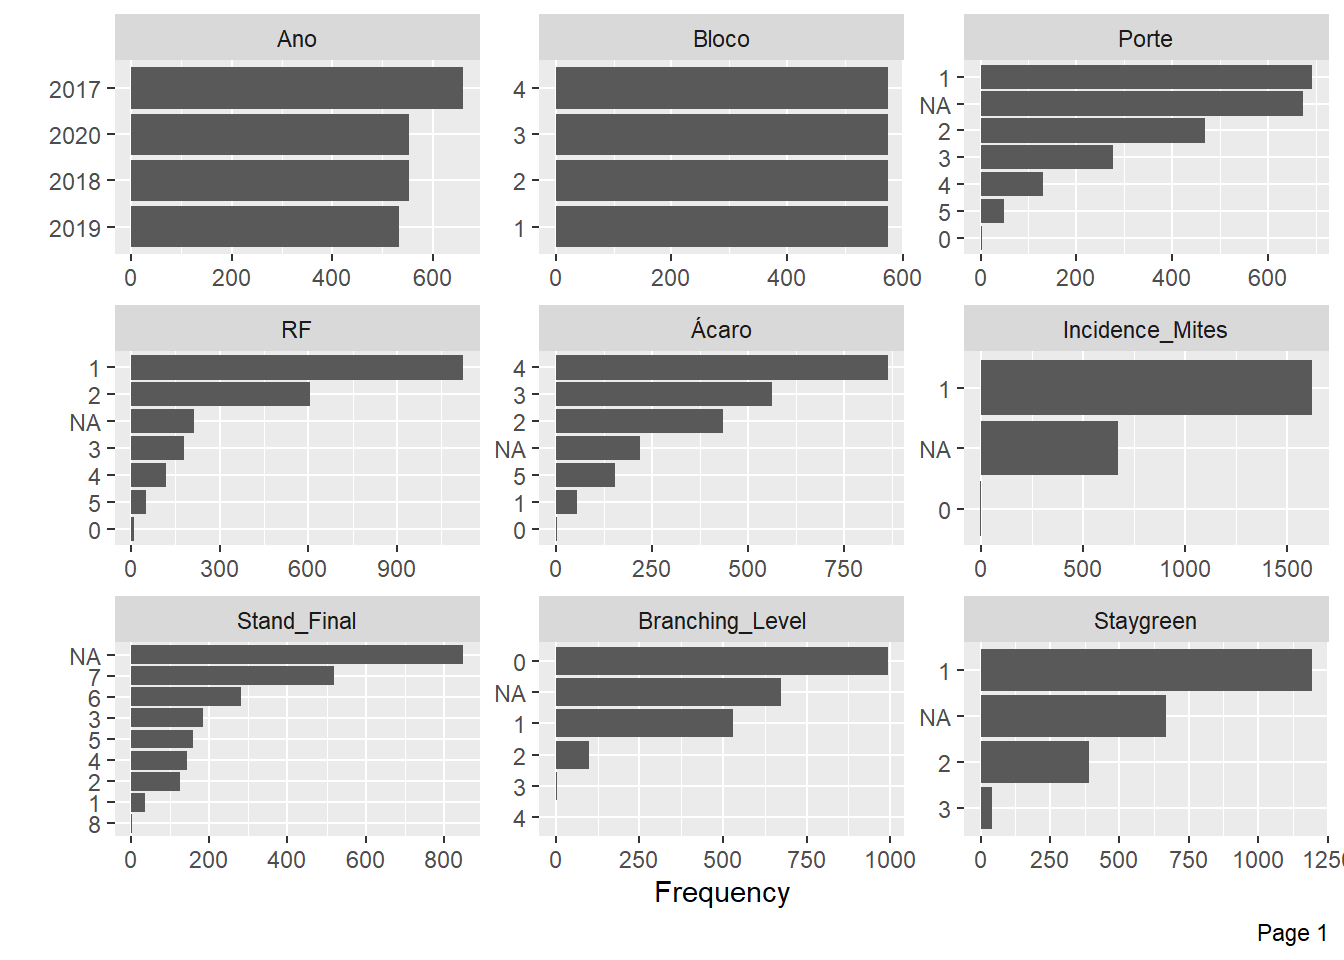 Ano
2017
2020
2018
2019
0 200 400 600
Bloco
4
3
2
1
0 200 400 600
Porte
1
NA
2
3
4
5
0
0 200 400 600
RF
1
2
NA
3
4
5
0
0 300 600 900
Ácaro
4
3
2
NA
5
1
0
0 250 500 750
Incidence_Mites
1
NA
0
0 500 1000 1500
Stand_Final
NA
7
6
3
5
4
2
1
8
0 200 400 600 800
Branching_Level
0
NA
1
2
3
4
0 250 500 750 1000
Staygreen
1
NA
2
3
0 250 500 750 1000 1250
Frequency
Page 1